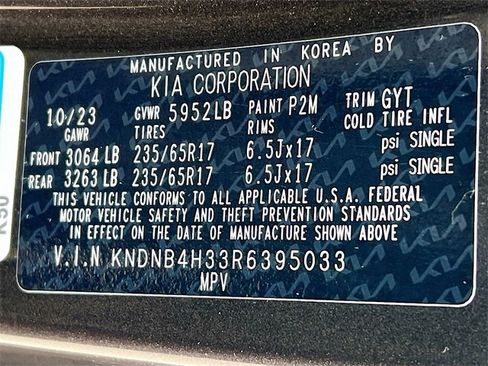 MANUFACTURED IN KOREA BY
KIA CORPORATION
10/23 GVWR 5952LB PAINT P2M TRIM GYT
GAWR TIRES RIMS COLD TIRE INFL
FRONT 3064 LB 235/65R17 6.5Jx17 psi SINGLE
REAR 3263 LB 235/65R17 6.5Jx17 psi SINGLE
THIS VEHICLE CONFORMS TO ALL APPLICABLE U.S.A. FEDERAL
MOTOR VEHICLE SAFETY AND THEFT PREVENTION STANDARDS
IN EFFECT ON THE DATE OF MANUFACTURE SHOWN ABOVE.
V.I.N KNDNB4H33R6395033
MPV